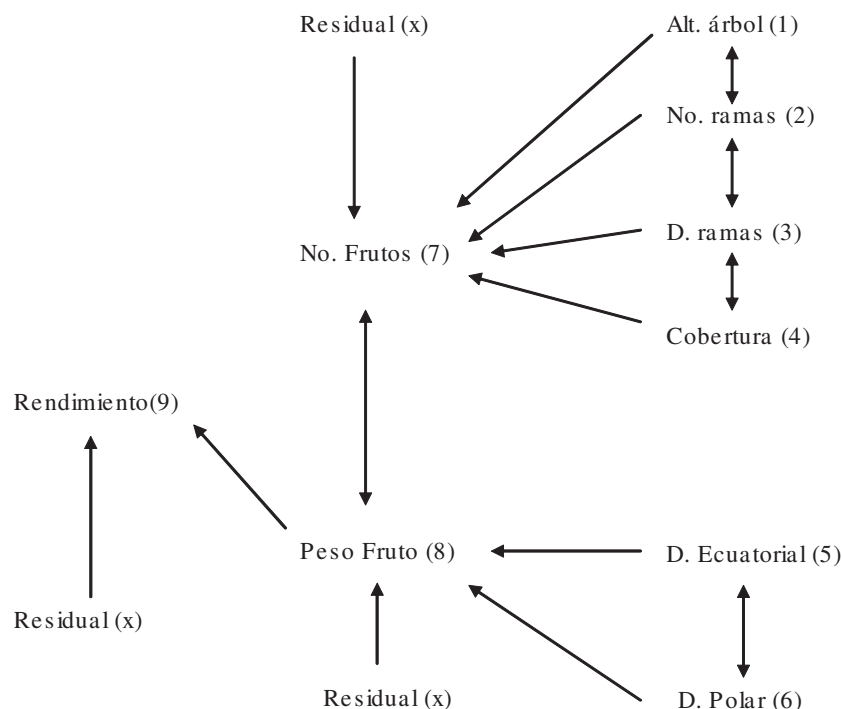 Residual (x)
Alt. árbol (1)
No. ramas (2)
D. ramas (3)
No. Frutos (7)
Cobertura (4)
Rendimiento(9)
Peso Fruto (8)
D. Ecuatorial (5)
Residual (x)
Residual (x)
D. Polar (6)